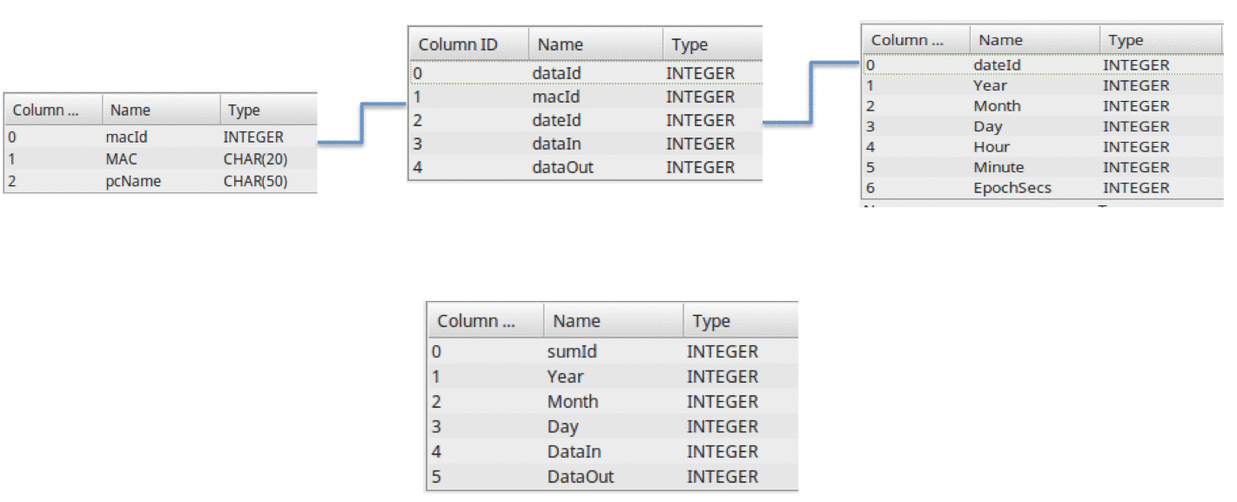 Column ... Name Type
0 macId INTEGER
1 MAC CHAR(20)
2 pcName CHAR(50)
Column ID Name Type
0 dataId INTEGER
1 macId INTEGER
2 dateId INTEGER
3 dataIn INTEGER
4 dataOut INTEGER
Column ... Name Type
0 dateId INTEGER
1 Year INTEGER
2 Month INTEGER
3 Day INTEGER
4 Hour INTEGER
5 Minute INTEGER
6 EpochSecs INTEGER
Column ... Name Type
0 sumId INTEGER
1 Year INTEGER
2 Month INTEGER
3 Day INTEGER
4 DataIn INTEGER
5 DataOut INTEGER